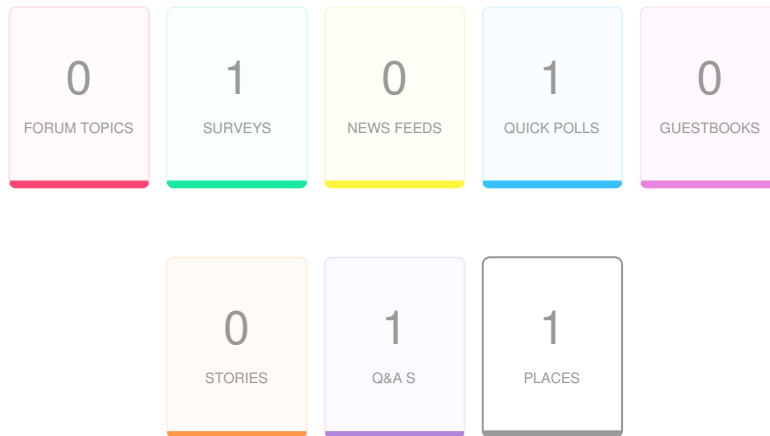 0
FORUM TOPICS
1
SURVEYS
0
NEWS FEEDS
1
QUICK POLLS
0
GUESTBOOKS
0
STORIES
1
Q&A S
1
PLACES